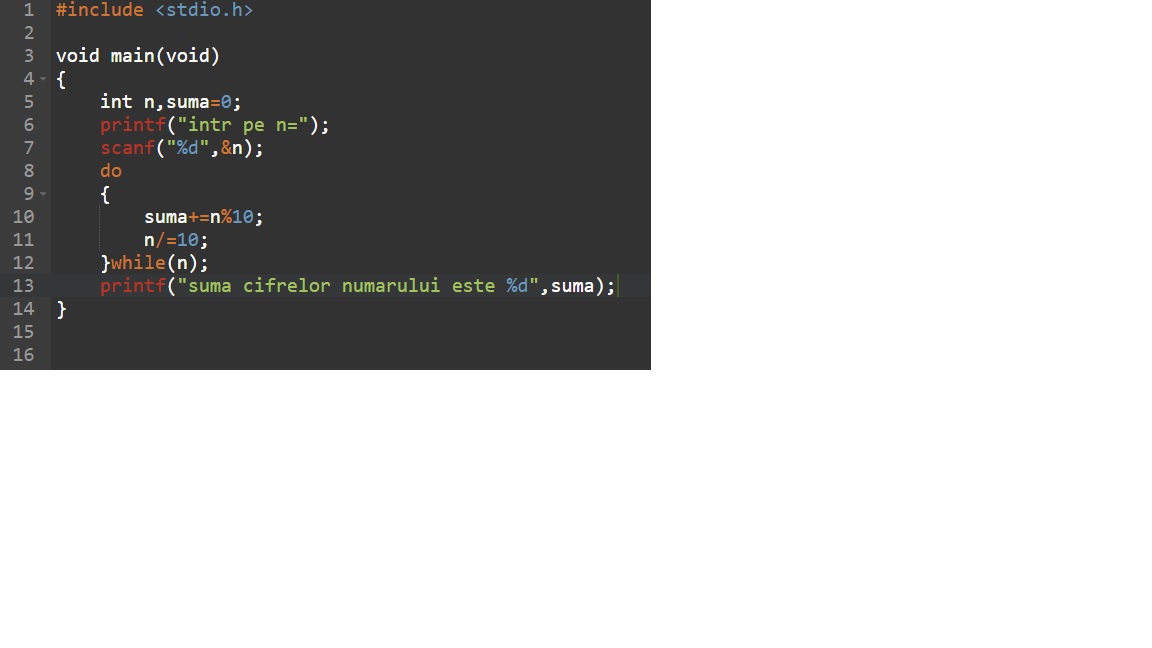 1 #include <stdio.h>
2
3 void main(void)
4 {
5     int n,suma=0;
6     printf("intr pe n=");
7     scanf("%d",&n);
8     do
9     {
10         suma+=n%10;
11         n/=10;
12     }while(n);
13     printf("suma cifrelor numarului este %d",suma);
14 }
15
16